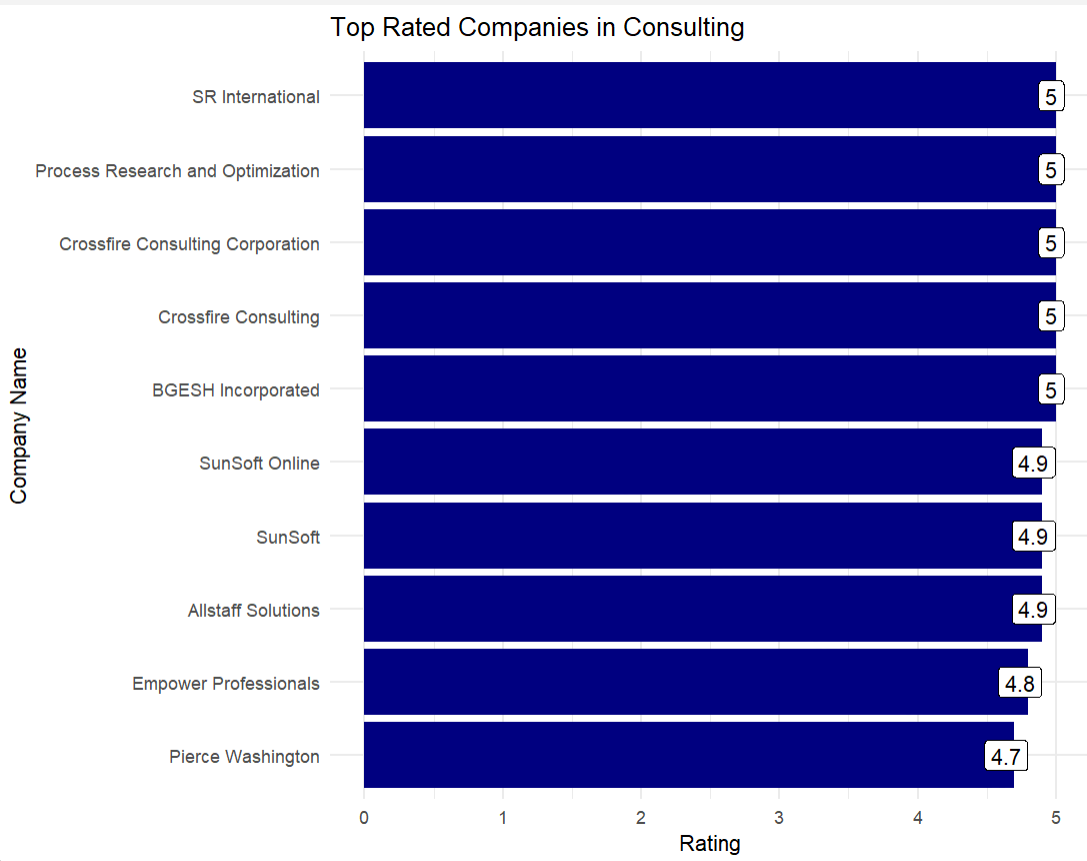 Top Rated Companies in Consulting
Company Name
SR International
5
Process Research and Optimization
5
Crossfire Consulting Corporation
5
Crossfire Consulting
5
BGESH Incorporated
5
SunSoft Online
4.9
SunSoft
4.9
Allstaff Solutions
4.9
Empower Professionals
4.8
Pierce Washington
4.7
0 1 2 3 4 5
Rating